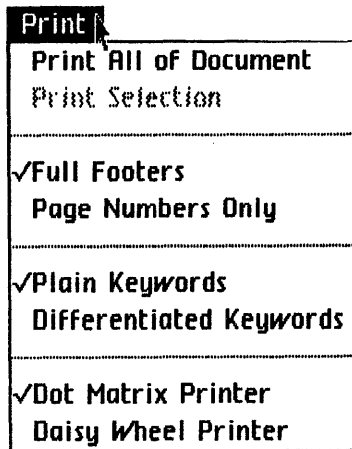 Print
Print All of Document
Print Selection
✓Full Footers
Page Numbers Only
✓Plain Keywords
Differentiated Keywords
✓Dot Matrix Printer
Daisy Wheel Printer